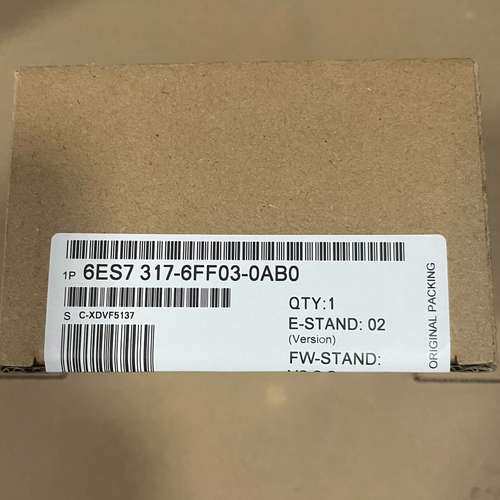 1P 6ES7 317-6FF03-0AB0
S C-XDVF5137
QTY:1
E-STAND: 02
(Version)
FW-STAND:
ORIGINAL PACKING